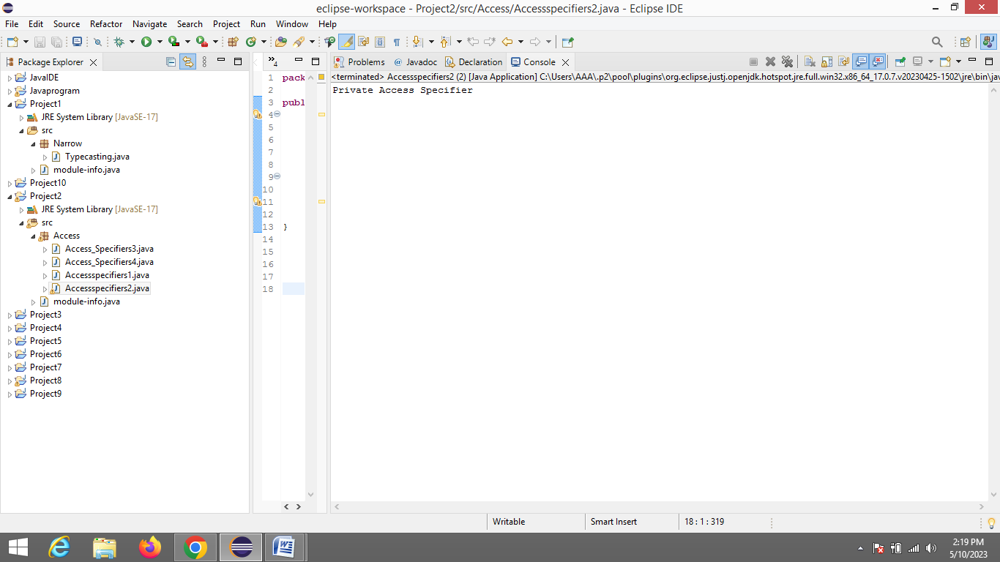 eclipse-workspace - Project2/src/Access/Accessspecifiers2.java - Eclipse IDE
File Edit Source Refactor Navigate Search Project Run Window Help
Package Explorer
JavaIDE
Javaprogram
Project1
JRE System Library [JavaSE-17]
src
Narrow
Typecasting.java
module-info.java
Project10
Project2
JRE System Library [JavaSE-17]
src
Access
Access_Specifiers3.java
Access_Specifiers4.java
Accessspecifiers1.java
Accessspecifiers2.java
module-info.java
Project3
Project4
Project5
Project6
Project7
Project8
Project9
»4
1 pack
2
3 publ
4
5
6
7
8
9
10
11
12
13 }
14
15
16
17
18
Problems @ Javadoc Declaration Console
<terminated> Accessspecifiers2 (2) [Java Application] C:\Users\AAA\.p2\pool\plugins\org.eclipse.justj.openjdk.hotspot.jre.full.win32.x86_64_17.0.7.v20230425-1502\jre\bin\jav
Private Access Specifier
Writable Smart Insert 18 : 1 : 319
2:19 PM
5/10/2023